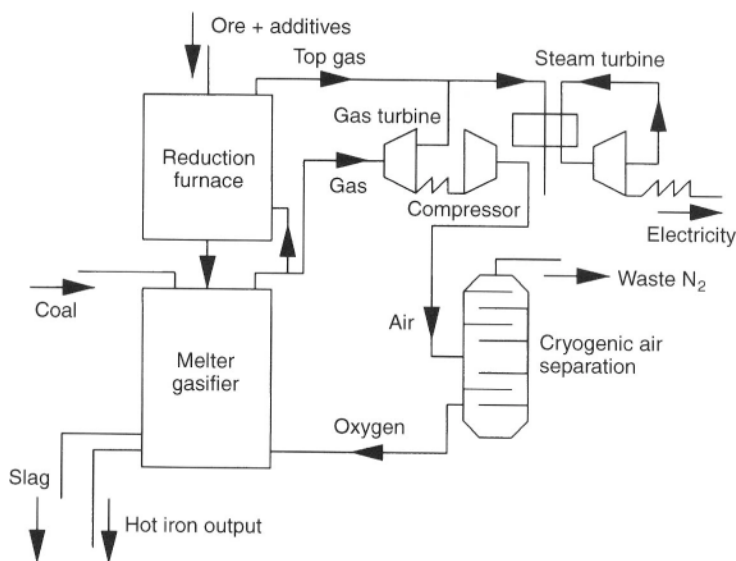 Ore + additives
Top gas
Steam turbine
Gas turbine
Reduction
furnace
Gas
Compressor
Electricity
Coal
Waste N₂
Air
Melter
gasifier
Cryogenic air
separation
Oxygen
Slag
Hot iron output